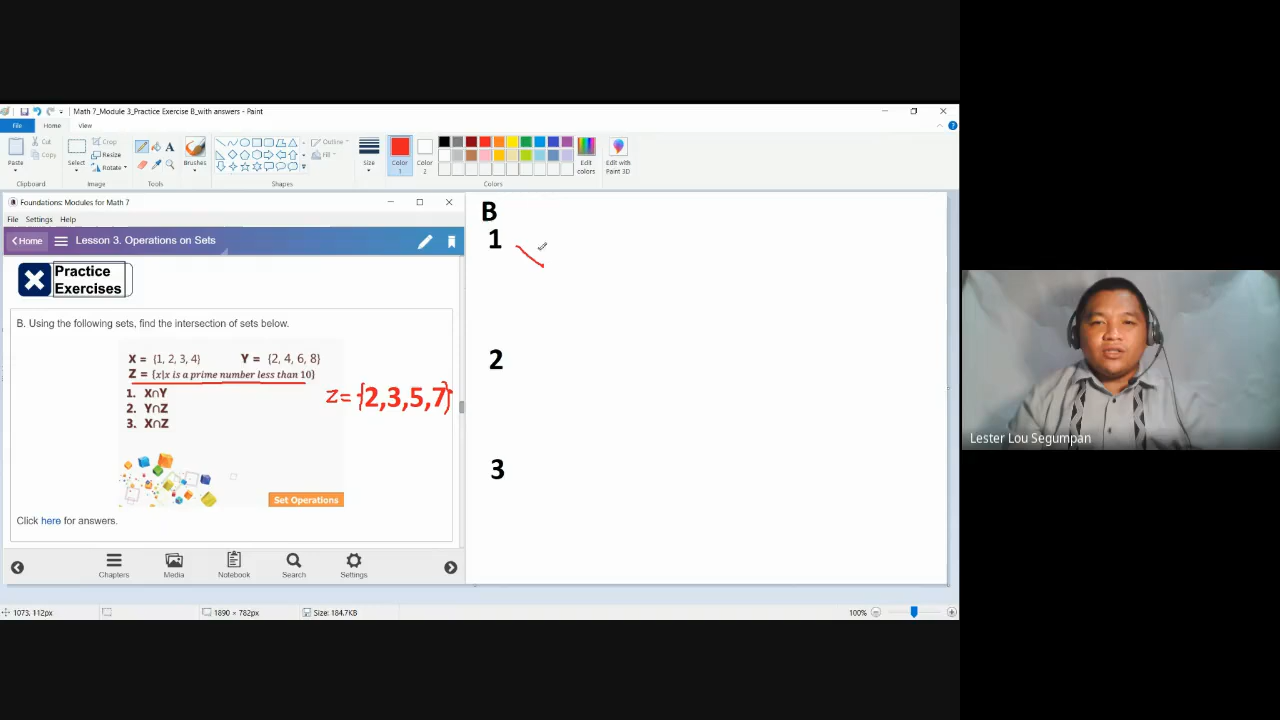 Math 7_Module 3_Practice Exercise B_with answers - Paint
File Home View
Paste
Cut
Copy
Clipboard
Select
Crop
Resize
Rotate
Image
A
Tools
Brushes
Outline
Fill
Shapes
Size
Color 1
Color 2
Edit colors
Colors
Edit with Paint 3D
Foundations: Modules for Math 7
File Settings Help
Home
Lesson 3. Operations on Sets
Practice
Exercises
B. Using the following sets, find the intersection of sets below.
X = {1, 2, 3, 4} Y = {2, 4, 6, 8}
Z = {x|x is a prime number less than 10}
z= {2,3,5,7}
1. X∩Y
2. Y∩Z
3. X∩Z
Set Operations
Click here for answers.
Chapters Media Notebook Search Settings
B
1
2
3
1073, 112px
1890 × 782px
Size: 184.7KB
100%
Lester Lou Segumpan